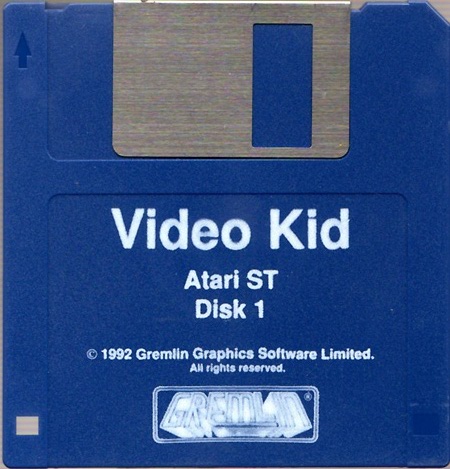 Video Kid
Atari ST
Disk 1
© 1992 Gremlin Graphics Software Limited.
All rights reserved.
GREMLIN®